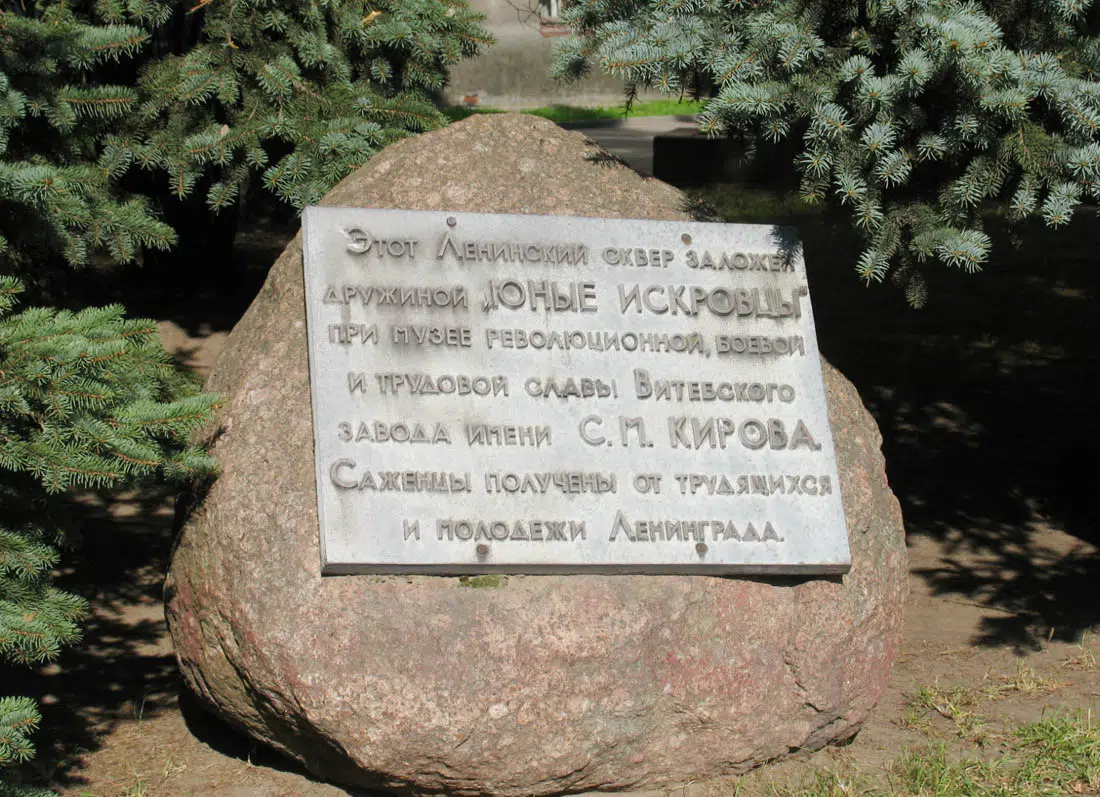 Этот Ленинский сквер заложен
дружиной „ЮНЫЕ ИСКРОВЦЫ"
при музее революционной, боевой
и трудовой славы Витебского
завода имени С. М. КИРОВА.
Саженцы получены от трудящихся
и молодежи Ленинграда.